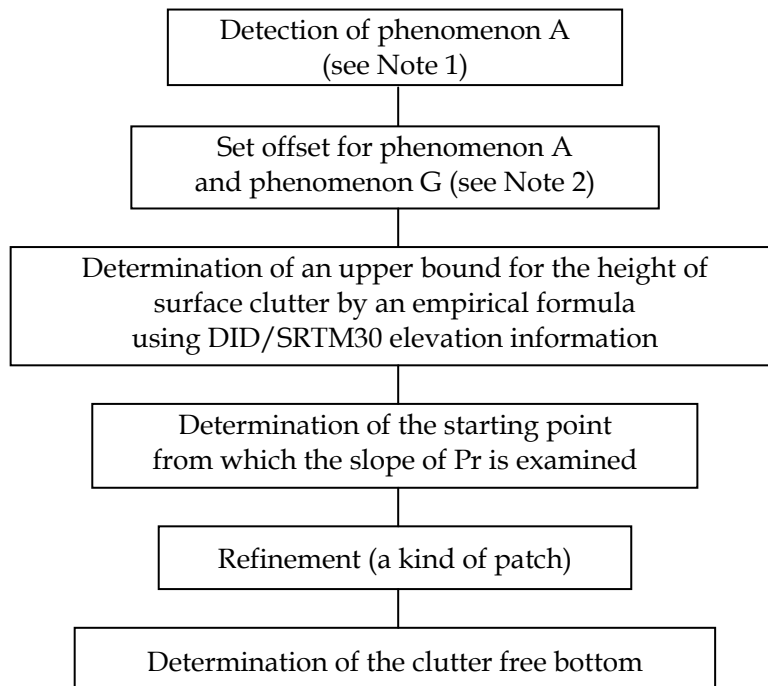 Detection of phenomenon A
(see Note 1)
Set offset for phenomenon A
and phenomenon G (see Note 2)
Determination of an upper bound for the height of
surface clutter by an empirical formula
using DID/SRTM30 elevation information
Determination of the starting point
from which the slope of Pr is examined
Refinement (a kind of patch)
Determination of the clutter free bottom